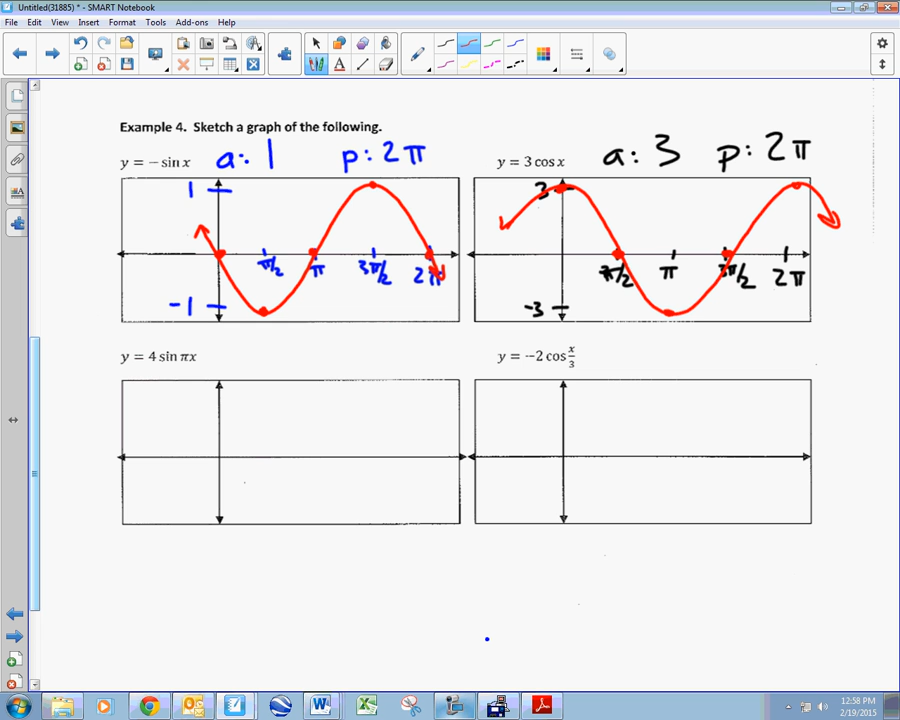 Untitled(31885) * - SMART Notebook
File Edit View Insert Format Tools Add-ons Help
Example 4. Sketch a graph of the following.
y = − sin x a: 1 p: 2π
y = 3 cos x a: 3 p: 2π
1
π/2 π 3π/2 2π
-1
3
π/2 π 3π/2 2π
-3
y = 4 sin πx
y = −2 cos x/3
12:58 PM
2/19/2015